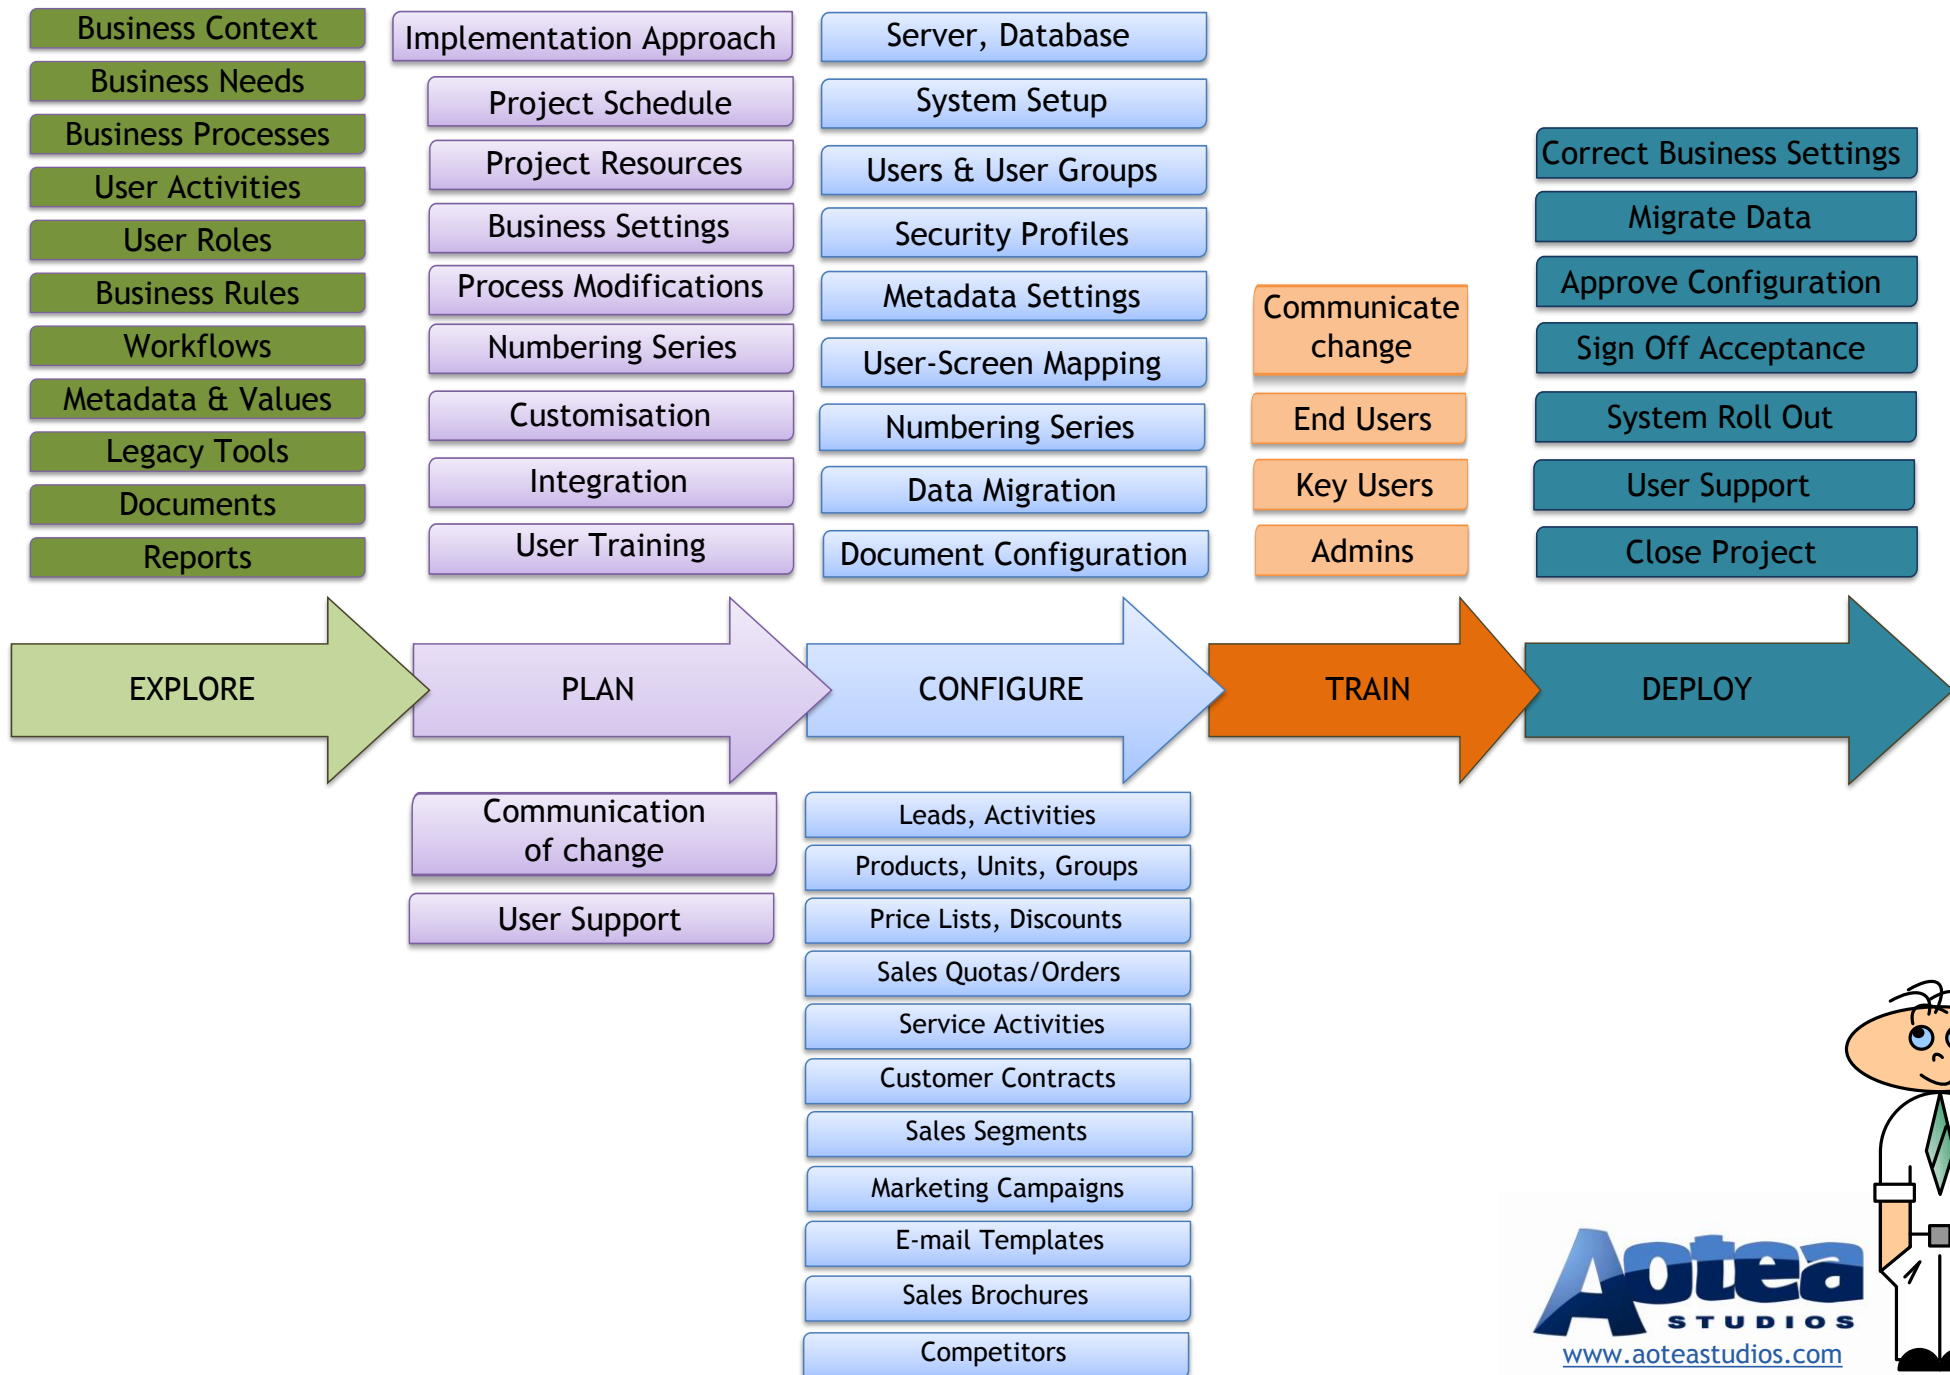 Business Context
Business Needs
Business Processes
User Activities
User Roles
Business Rules
Workflows
Metadata & Values
Legacy Tools
Documents
Reports
Implementation Approach
Project Schedule
Project Resources
Business Settings
Process Modifications
Numbering Series
Customisation
Integration
User Training
Server, Database
System Setup
Users & User Groups
Security Profiles
Metadata Settings
User-Screen Mapping
Numbering Series
Data Migration
Document Configuration
Communicate
change
End Users
Key Users
Admins
Correct Business Settings
Migrate Data
Approve Configuration
Sign Off Acceptance
System Roll Out
User Support
Close Project
EXPLORE
PLAN
CONFIGURE
TRAIN
DEPLOY
Communication
of change
User Support
Leads, Activities
Products, Units, Groups
Price Lists, Discounts
Sales Quotas/Orders
Service Activities
Customer Contracts
Sales Segments
Marketing Campaigns
E-mail Templates
Sales Brochures
Competitors
Aotea
STUDIOS
www.aoteastudios.com